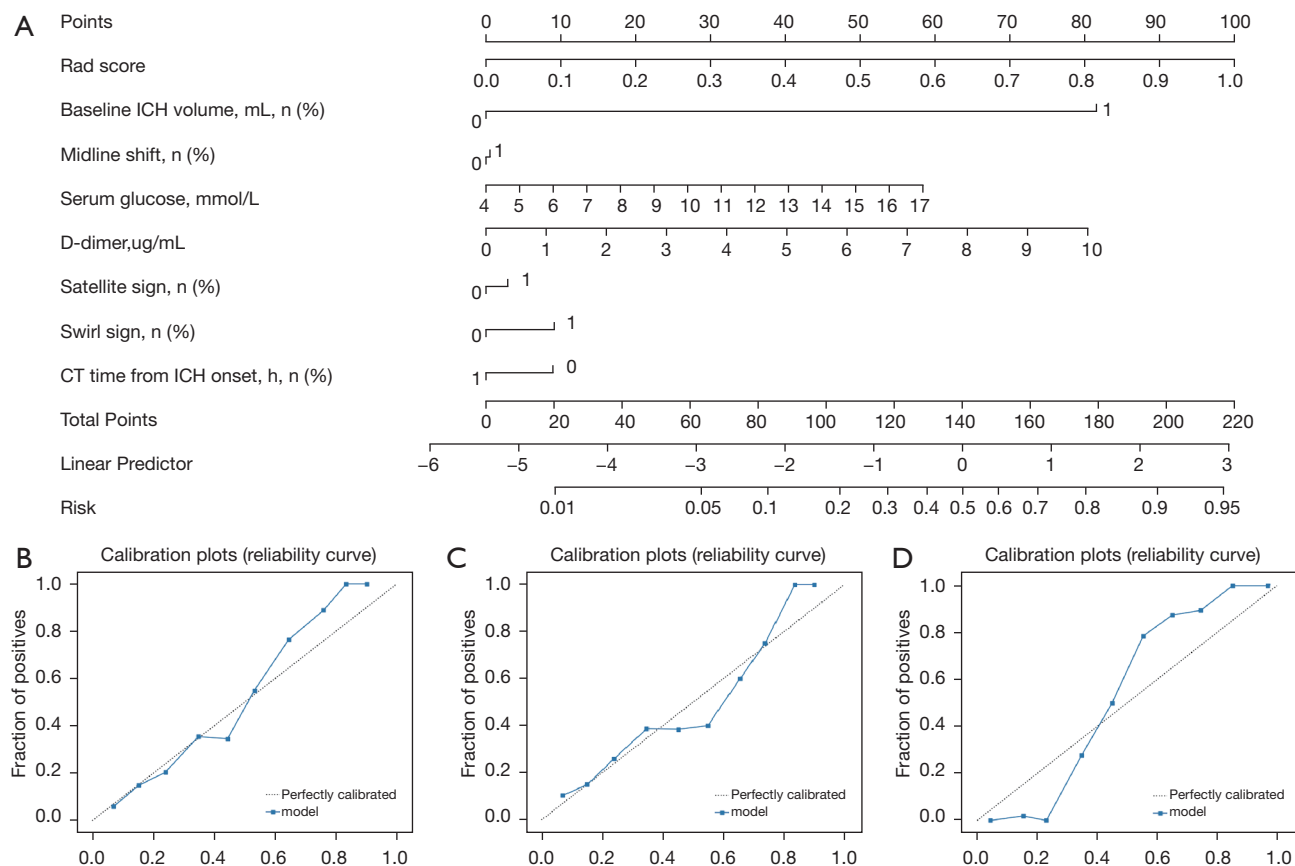 A
Points 0 10 20 30 40 50 60 70 80 90 100
Rad score 0.0 0.1 0.2 0.3 0.4 0.5 0.6 0.7 0.8 0.9 1.0
Baseline ICH volume, mL, n (%) 0 1
Midline shift, n (%) 0 1
Serum glucose, mmol/L 4 5 6 7 8 9 10 11 12 13 14 15 16 17
D-dimer,ug/mL 0 1 2 3 4 5 6 7 8 9 10
Satellite sign, n (%) 0 1
Swirl sign, n (%) 0 1
CT time from ICH onset, h, n (%) 1 0
Total Points 0 20 40 60 80 100 120 140 160 180 200 220
Linear Predictor −6 −5 −4 −3 −2 −1 0 1 2 3
Risk 0.01 0.05 0.1 0.2 0.3 0.4 0.5 0.6 0.7 0.8 0.9 0.95
B
Calibration plots (reliability curve)
Fraction of positives
1.0
0.8
0.6
0.4
0.2
0.0
Perfectly calibrated
model
0.0 0.2 0.4 0.6 0.8 1.0
C
Calibration plots (reliability curve)
Fraction of positives
1.0
0.8
0.6
0.4
0.2
0.0
Perfectly calibrated
model
0.0 0.2 0.4 0.6 0.8 1.0
D
Calibration plots (reliability curve)
Fraction of positives
1.0
0.8
0.6
0.4
0.2
0.0
Perfectly calibrated
model
0.0 0.2 0.4 0.6 0.8 1.0